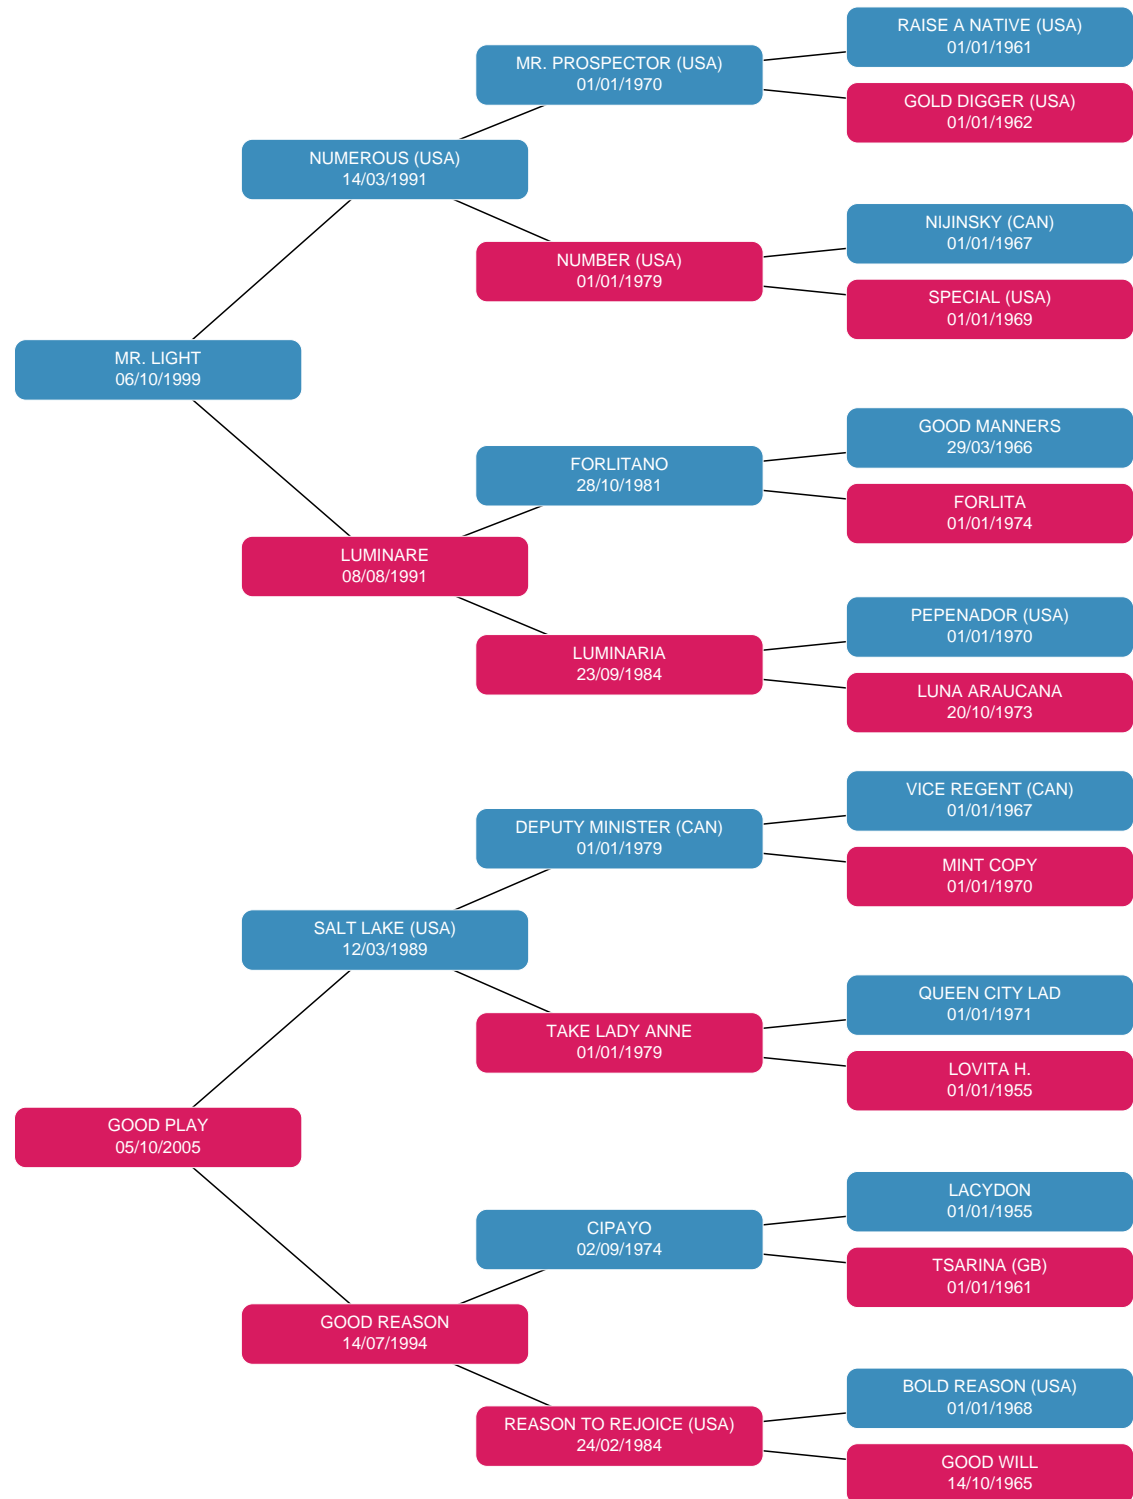 RAISE A NATIVE (USA)
01/01/1961
MR. PROSPECTOR (USA)
01/01/1970
GOLD DIGGER (USA)
01/01/1962
NUMEROUS (USA)
14/03/1991
NIJINSKY (CAN)
01/01/1967
NUMBER (USA)
01/01/1979
SPECIAL (USA)
01/01/1969
MR. LIGHT
06/10/1999
GOOD MANNERS
29/03/1966
FORLITANO
28/10/1981
FORLITA
01/01/1974
LUMINARE
08/08/1991
PEPENADOR (USA)
01/01/1970
LUMINARIA
23/09/1984
LUNA ARAUCANA
20/10/1973
VICE REGENT (CAN)
01/01/1967
DEPUTY MINISTER (CAN)
01/01/1979
MINT COPY
01/01/1970
SALT LAKE (USA)
12/03/1989
QUEEN CITY LAD
01/01/1971
TAKE LADY ANNE
01/01/1979
LOVITA H.
01/01/1955
GOOD PLAY
05/10/2005
LACYDON
01/01/1955
CIPAYO
02/09/1974
TSARINA (GB)
01/01/1961
GOOD REASON
14/07/1994
BOLD REASON (USA)
01/01/1968
REASON TO REJOICE (USA)
24/02/1984
GOOD WILL
14/10/1965